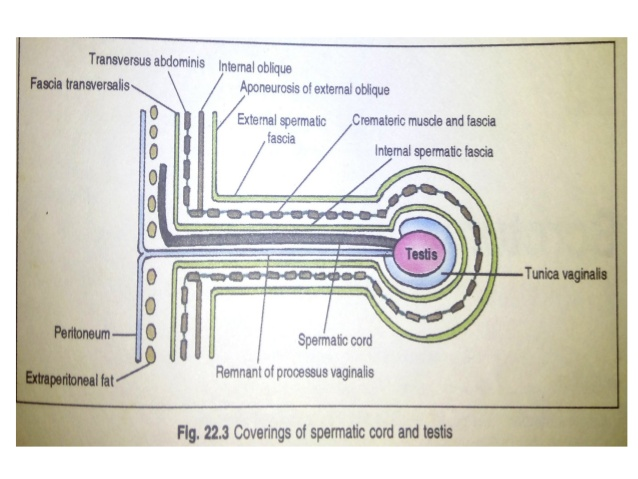 Transversus abdominis
Internal oblique
Fascia transversalis
Aponeurosis of external oblique
External spermatic
fascia
Cremateric muscle and fascia
Internal spermatic fascia
Testis
Tunica vaginalis
Peritoneum
Spermatic cord
Extraperitoneal fat
Remnant of processus vaginalis
Fig. 22.3 Coverings of spermatic cord and testis